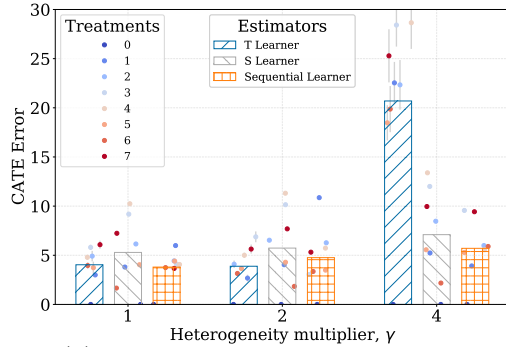 30
25
20
15
10
5
0
CATE Error
Treatments
0
1
2
3
4
5
6
7
Estimators
T Learner
S Learner
Sequential Learner
1
2
4
Heterogeneity multiplier, γ